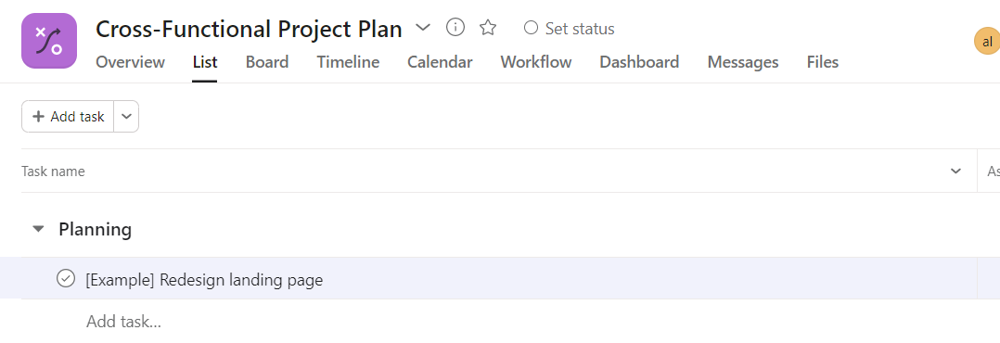 Cross-Functional Project Plan
Set status
al
Overview List Board Timeline Calendar Workflow Dashboard Messages Files
+ Add task
Task name
As
Planning
[Example] Redesign landing page
Add task...